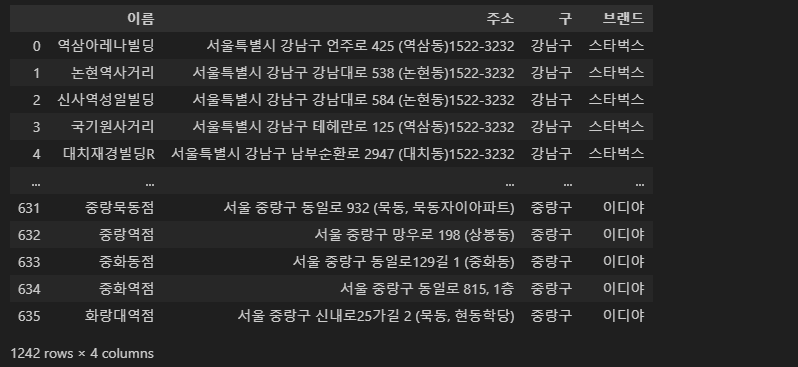 이름 주소 구 브랜드
0 역삼아레나빌딩 서울특별시 강남구 언주로 425 (역삼동)1522-3232 강남구 스타벅스
1 논현역사거리 서울특별시 강남구 강남대로 538 (논현동)1522-3232 강남구 스타벅스
2 신사역성일빌딩 서울특별시 강남구 강남대로 584 (논현동)1522-3232 강남구 스타벅스
3 국기원사거리 서울특별시 강남구 테헤란로 125 (역삼동)1522-3232 강남구 스타벅스
4 대치재경빌딩R 서울특별시 강남구 남부순환로 2947 (대치동)1522-3232 강남구 스타벅스
... ... ... ... ...
631 중랑묵동점 서울 중랑구 동일로 932 (묵동, 묵동자이아파트) 중랑구 이디야
632 중랑역점 서울 중랑구 망우로 198 (상봉동) 중랑구 이디야
633 중화동점 서울 중랑구 동일로129길 1 (중화동) 중랑구 이디야
634 중화역점 서울 중랑구 동일로 815, 1층 중랑구 이디야
635 화랑대역점 서울 중랑구 신내로25가길 2 (묵동, 현동학당) 중랑구 이디야
1242 rows × 4 columns